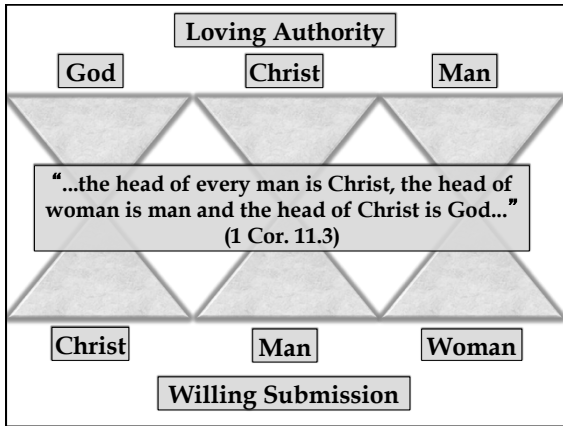 Loving Authority
God Christ Man
“...the head of every man is Christ, the head of
woman is man and the head of Christ is God...”
(1 Cor. 11.3)
Christ Man Woman
Willing Submission